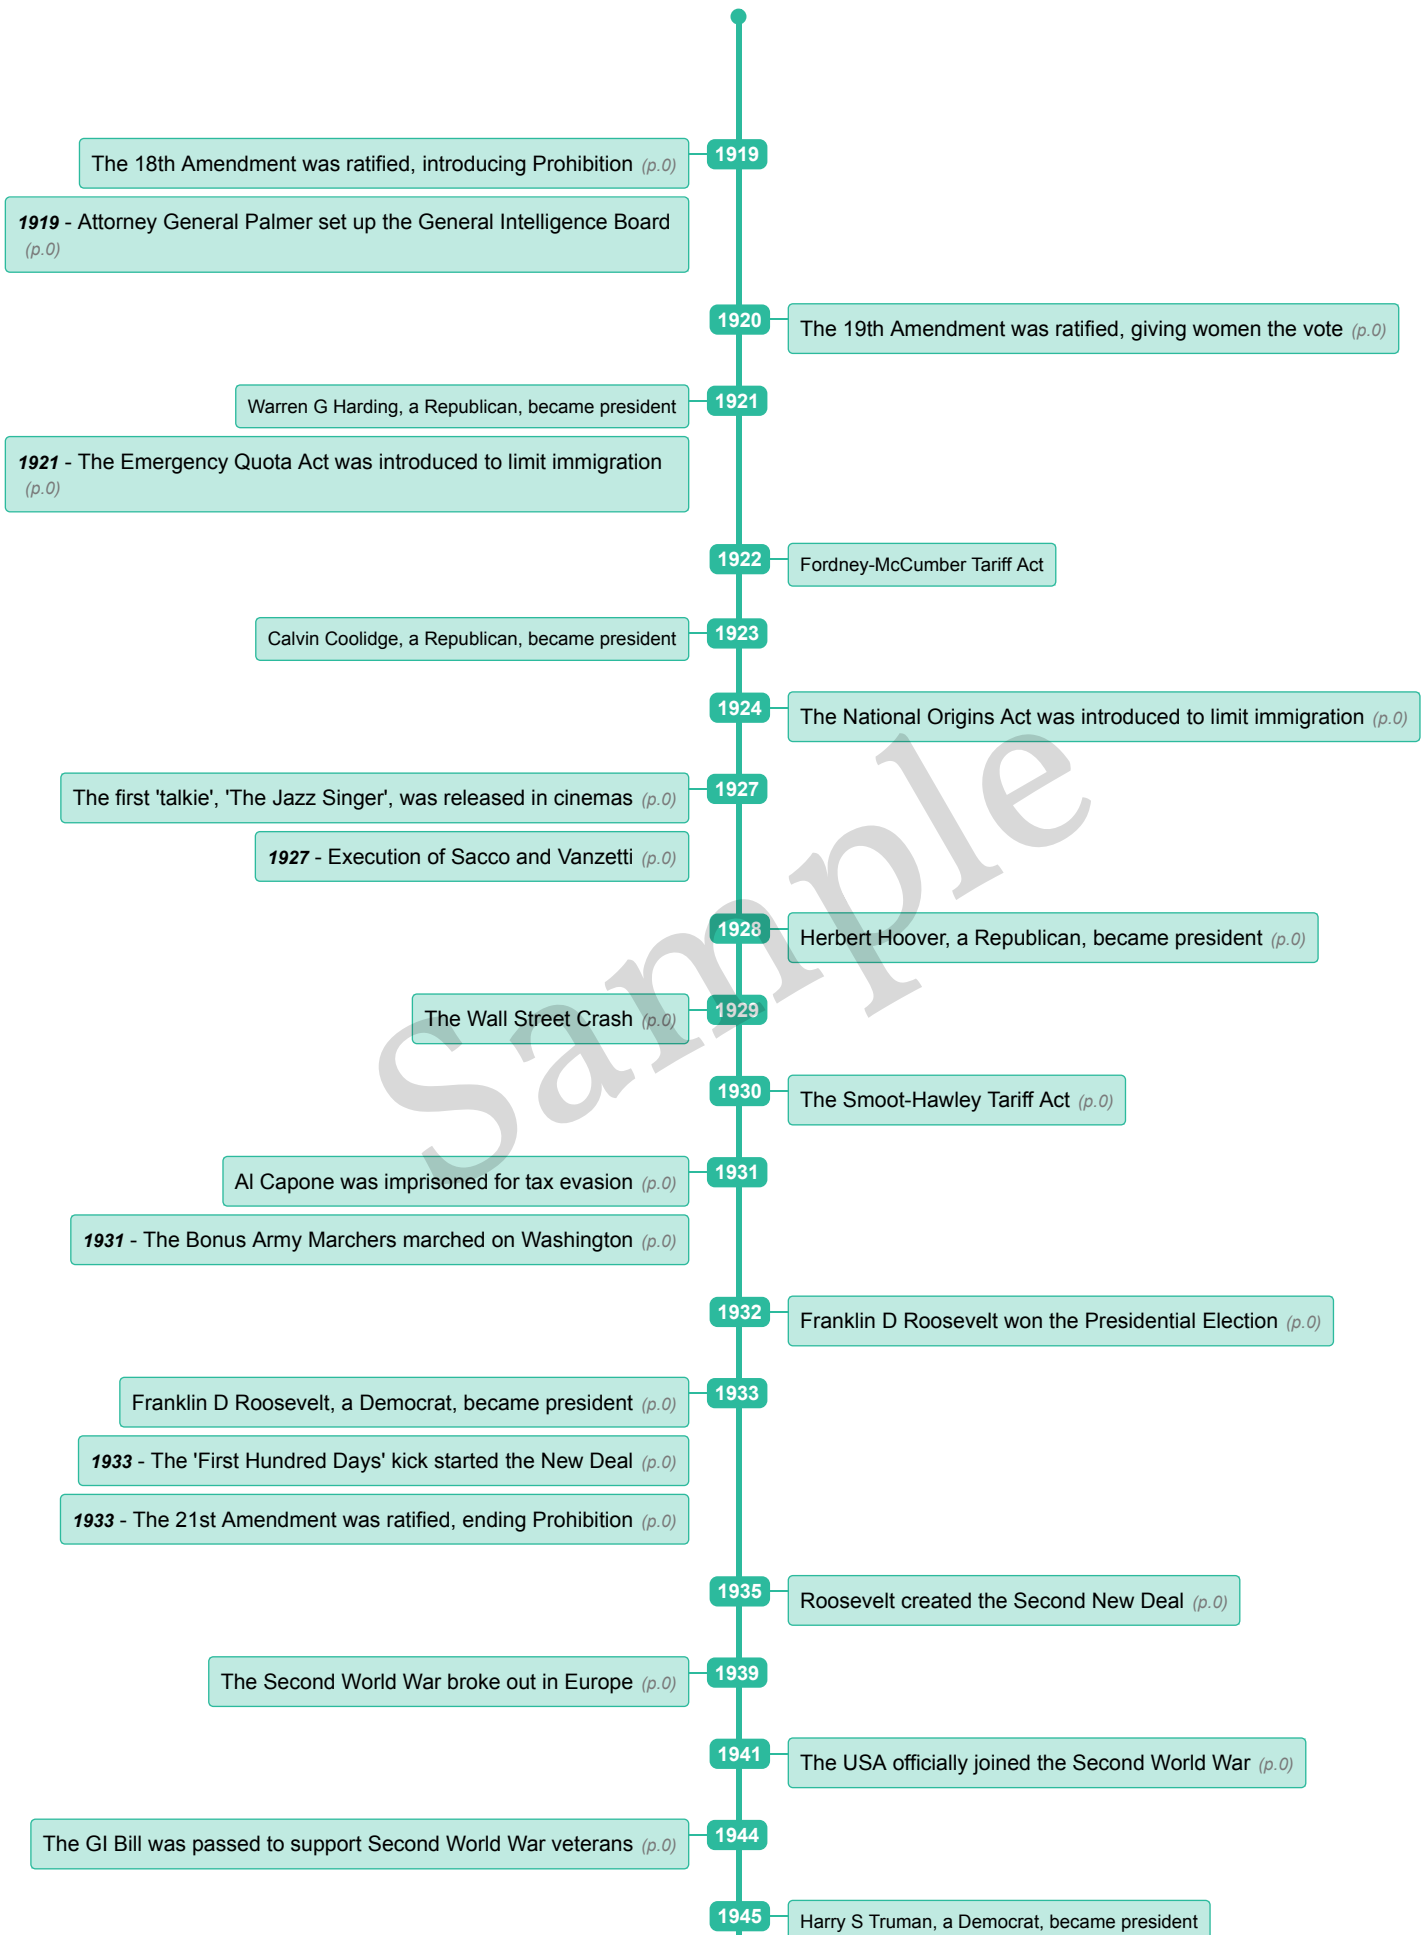 1919
The 18th Amendment was ratified, introducing Prohibition (p.0)
1919 - Attorney General Palmer set up the General Intelligence Board
(p.0)
1920
The 19th Amendment was ratified, giving women the vote (p.0)
1921
Warren G Harding, a Republican, became president
1921 - The Emergency Quota Act was introduced to limit immigration
(p.0)
1922
Fordney-McCumber Tariff Act
1923
Calvin Coolidge, a Republican, became president
1924
The National Origins Act was introduced to limit immigration (p.0)
1927
The first 'talkie', 'The Jazz Singer', was released in cinemas (p.0)
1927 - Execution of Sacco and Vanzetti (p.0)
1928
Herbert Hoover, a Republican, became president (p.0)
1929
The Wall Street Crash (p.0)
1930
The Smoot-Hawley Tariff Act (p.0)
1931
Al Capone was imprisoned for tax evasion (p.0)
1931 - The Bonus Army Marchers marched on Washington (p.0)
1932
Franklin D Roosevelt won the Presidential Election (p.0)
1933
Franklin D Roosevelt, a Democrat, became president (p.0)
1933 - The 'First Hundred Days' kick started the New Deal (p.0)
1933 - The 21st Amendment was ratified, ending Prohibition (p.0)
1935
Roosevelt created the Second New Deal (p.0)
1939
The Second World War broke out in Europe (p.0)
1941
The USA officially joined the Second World War (p.0)
1944
The GI Bill was passed to support Second World War veterans (p.0)
1945
Harry S Truman, a Democrat, became president
Sample